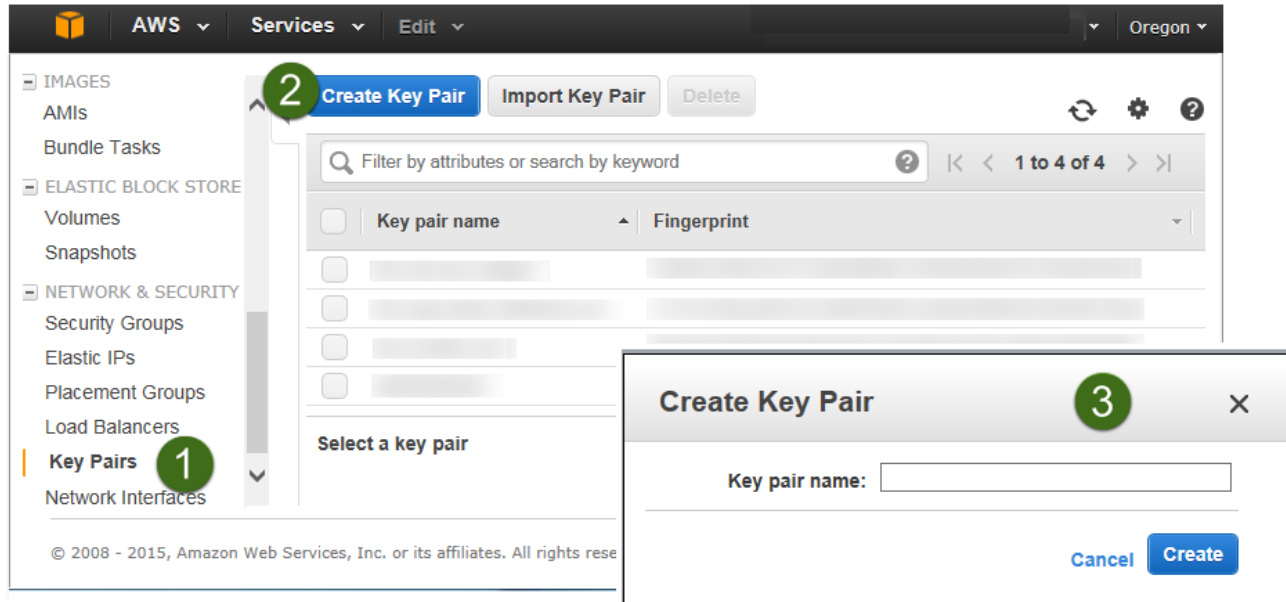 AWS Services Edit Oregon
IMAGES
AMIs
Bundle Tasks
ELASTIC BLOCK STORE
Volumes
Snapshots
NETWORK & SECURITY
Security Groups
Elastic IPs
Placement Groups
Load Balancers
Key Pairs 1
Network Interfaces
2 Create Key Pair Import Key Pair Delete
Filter by attributes or search by keyword 1 to 4 of 4
Key pair name Fingerprint
Select a key pair
© 2008 - 2015, Amazon Web Services, Inc. or its affiliates. All rights rese
Create Key Pair 3
Key pair name:
Cancel Create